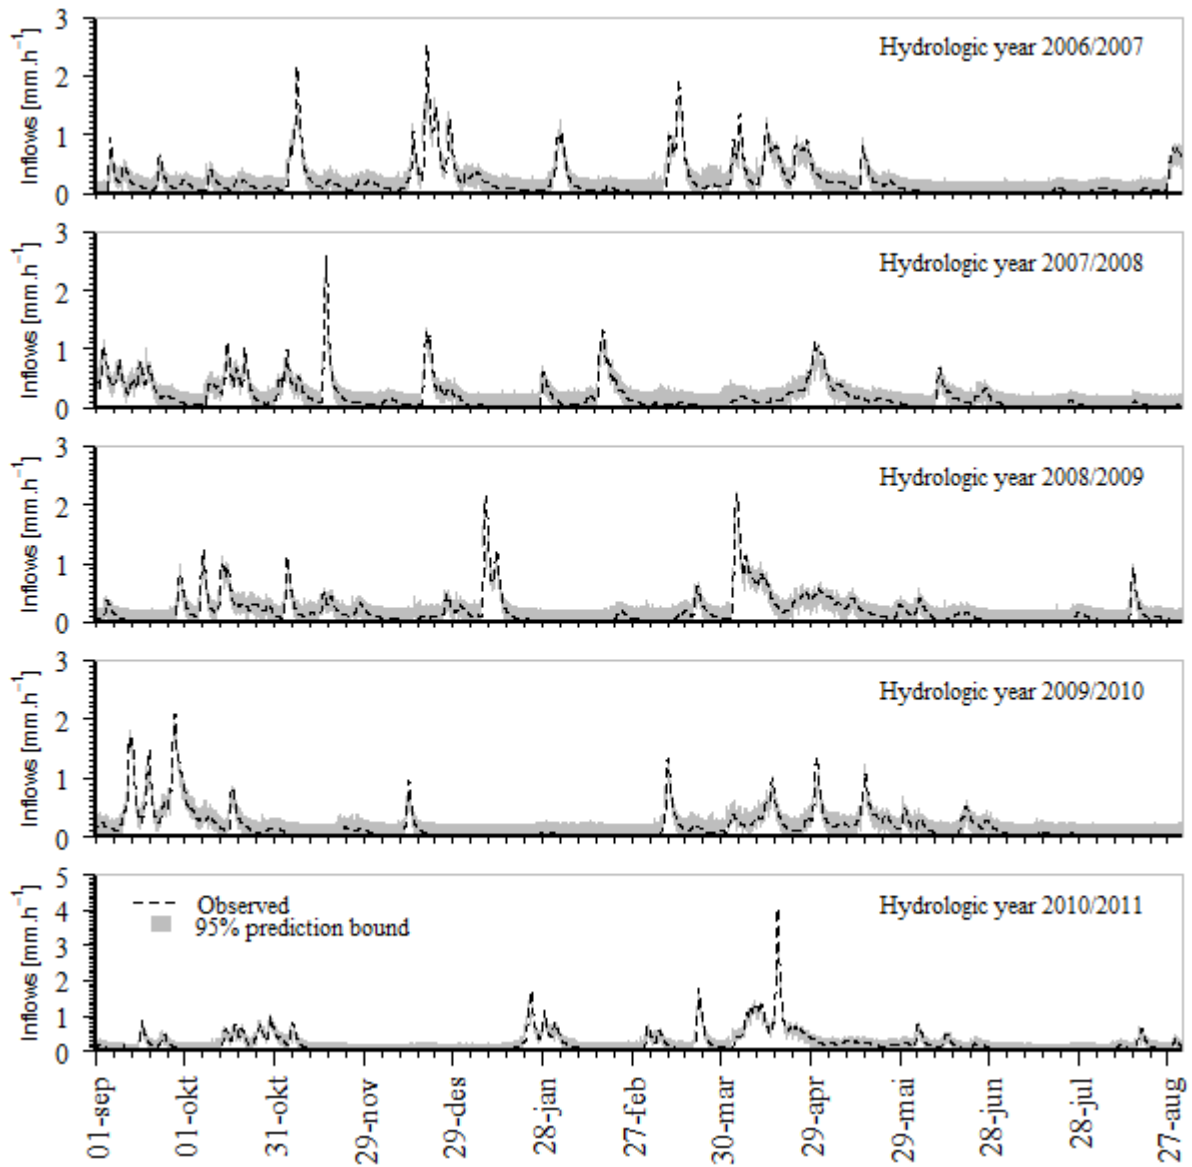 3
Hydrologic year 2006/2007
2
1
0
Inflows [mm.h⁻¹]
3
Hydrologic year 2007/2008
2
1
0
Inflows [mm.h⁻¹]
3
Hydrologic year 2008/2009
2
1
0
Inflows [mm.h⁻¹]
3
Hydrologic year 2009/2010
2
1
0
Inflows [mm.h⁻¹]
5
Hydrologic year 2010/2011
4
3
2
1
0
Inflows [mm.h⁻¹]
Observed
95% prediction bound
01-sep
01-okt
31-okt
29-nov
29-des
28-jan
27-feb
30-mar
29-apr
29-mai
28-jun
28-jul
27-aug